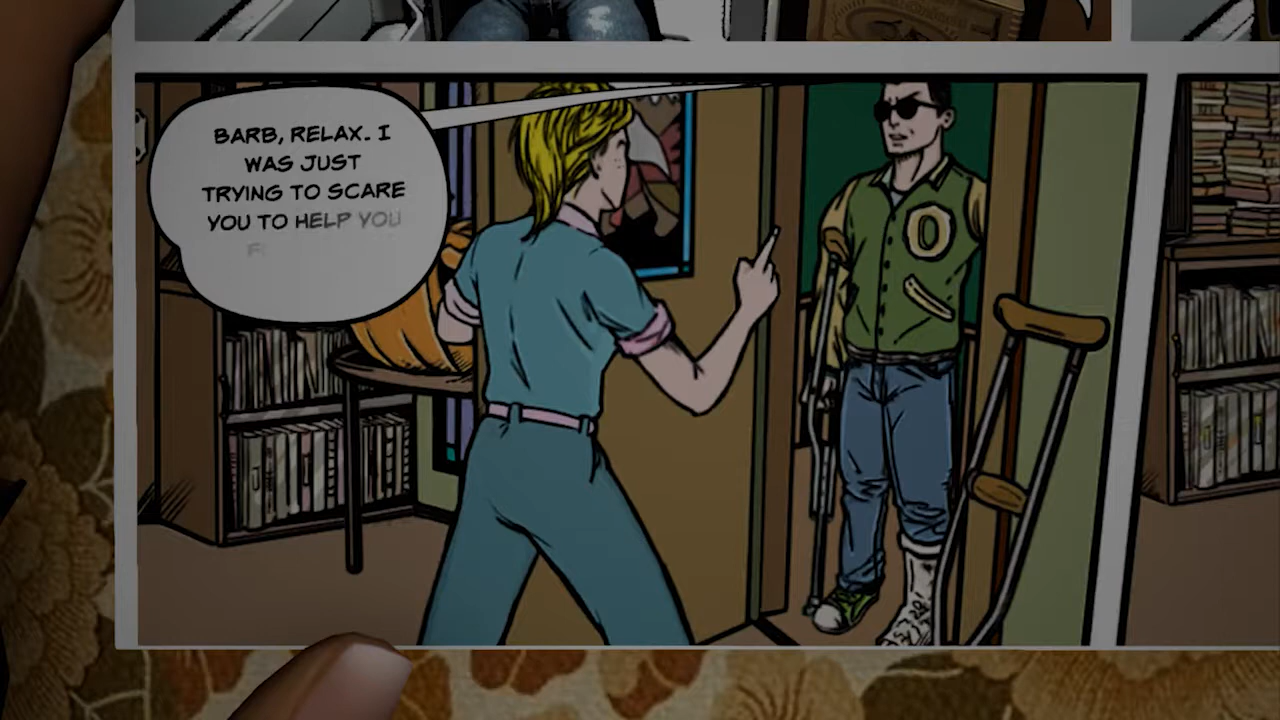 BARB, RELAX. I
WAS JUST
TRYING TO SCARE
YOU TO HELP YOU
F
O